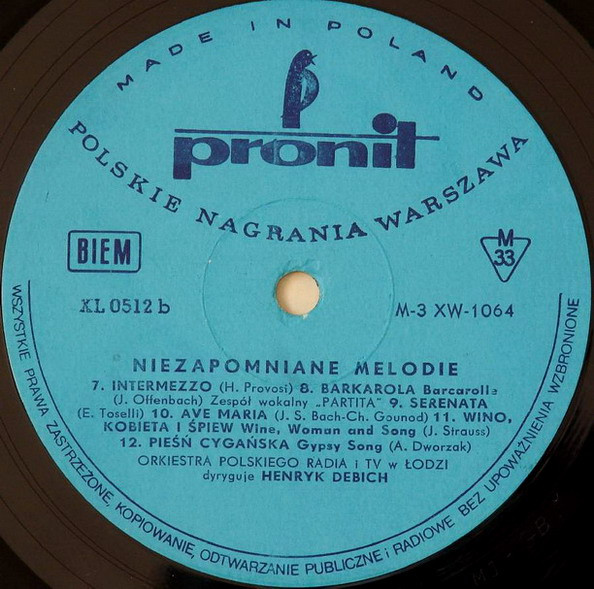 MADE IN POLAND
pronit
POLSKIE NAGRANIA WARSZAWA
BIEM
M 33
XL 0512 b
M-3 XW-1064
NIEZAPOMNIANE MELODIE
7. INTERMEZZO (H. Provosi) 8. BARKAROLA Barcarolle
(J. Offenbach) Zespół wokalny „PARTITA" 9. SERENATA
(E. Toselli) 10. AVE MARIA (J. S. Bach-Ch. Gounod) 11. WINO,
KOBIETA I ŚPIEW Wine, Woman and Song (J. Strauss)
12. PIEŚŃ CYGAŃSKA Gypsy Song (A. Dworzak)
ORKIESTRA POLSKIEGO RADIA i TV w ŁODZI
dyryguje HENRYK DEBICH
WSZYSTKIE PRAWA ZASTRZEŻONE, KOPIOWANIE, ODTWARZANIE PUBLICZNE i RADIOWE BEZ UPOWAŻNIENIA WZBRONIONE